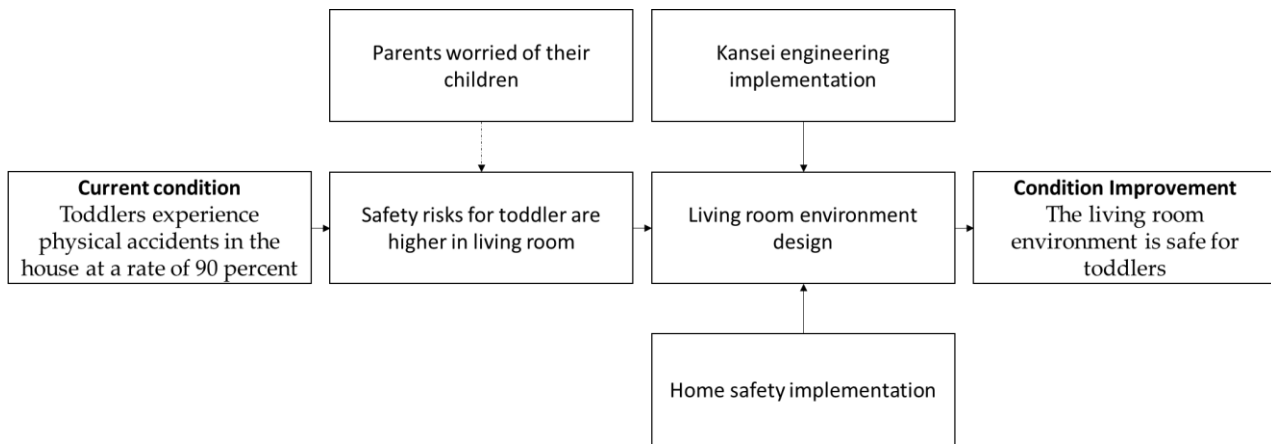 Parents worried of their
children
Kansei engineering
implementation
Current condition
Toddlers experience
physical accidents in the
house at a rate of 90 percent
Safety risks for toddler are
higher in living room
Living room environment
design
Condition Improvement
The living room
environment is safe for
toddlers
Home safety implementation